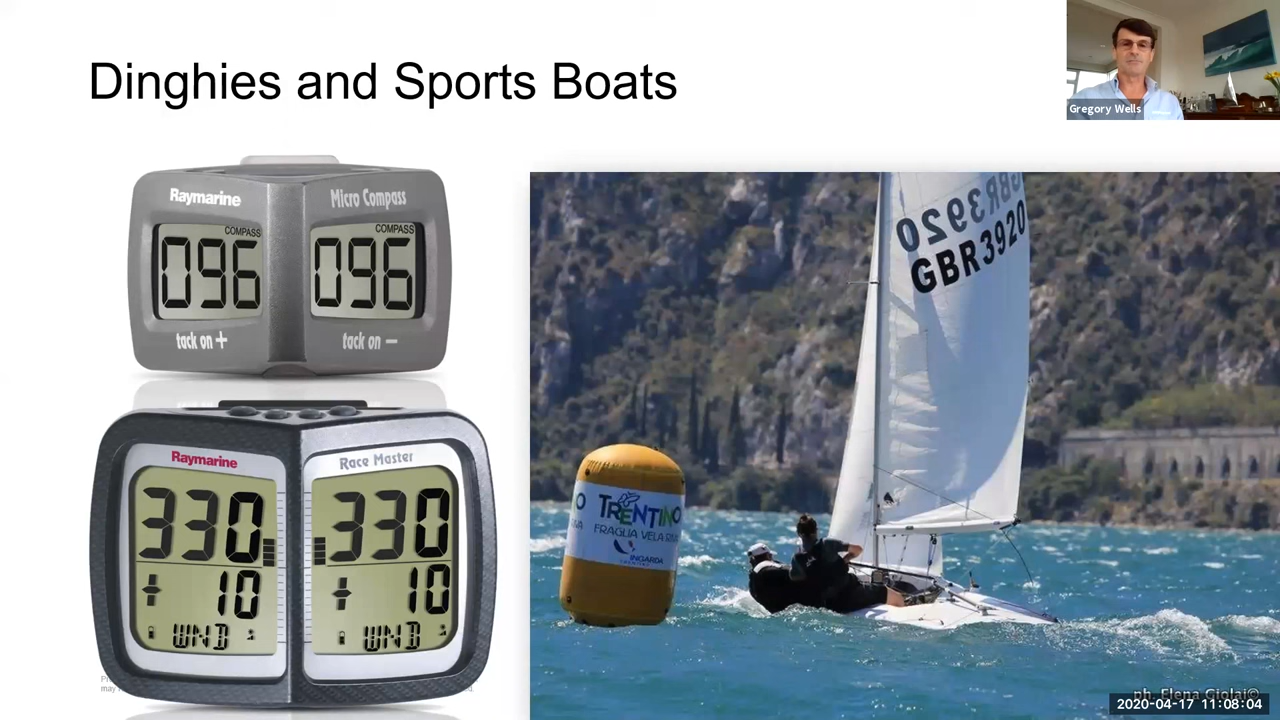 Dinghies and Sports Boats
Gregory Wells
Raymarine
Micro Compass
COMPASS
COMPASS
096
096
tack on +
tack on –
Raymarine
Race Master
330
330
10
10
WND
WND
GBR3920
GBR3920
TRENTINO
FRAGLIA VELA
INGARDA
ph. Elena Giolai©
2020-04-17 11:08:04